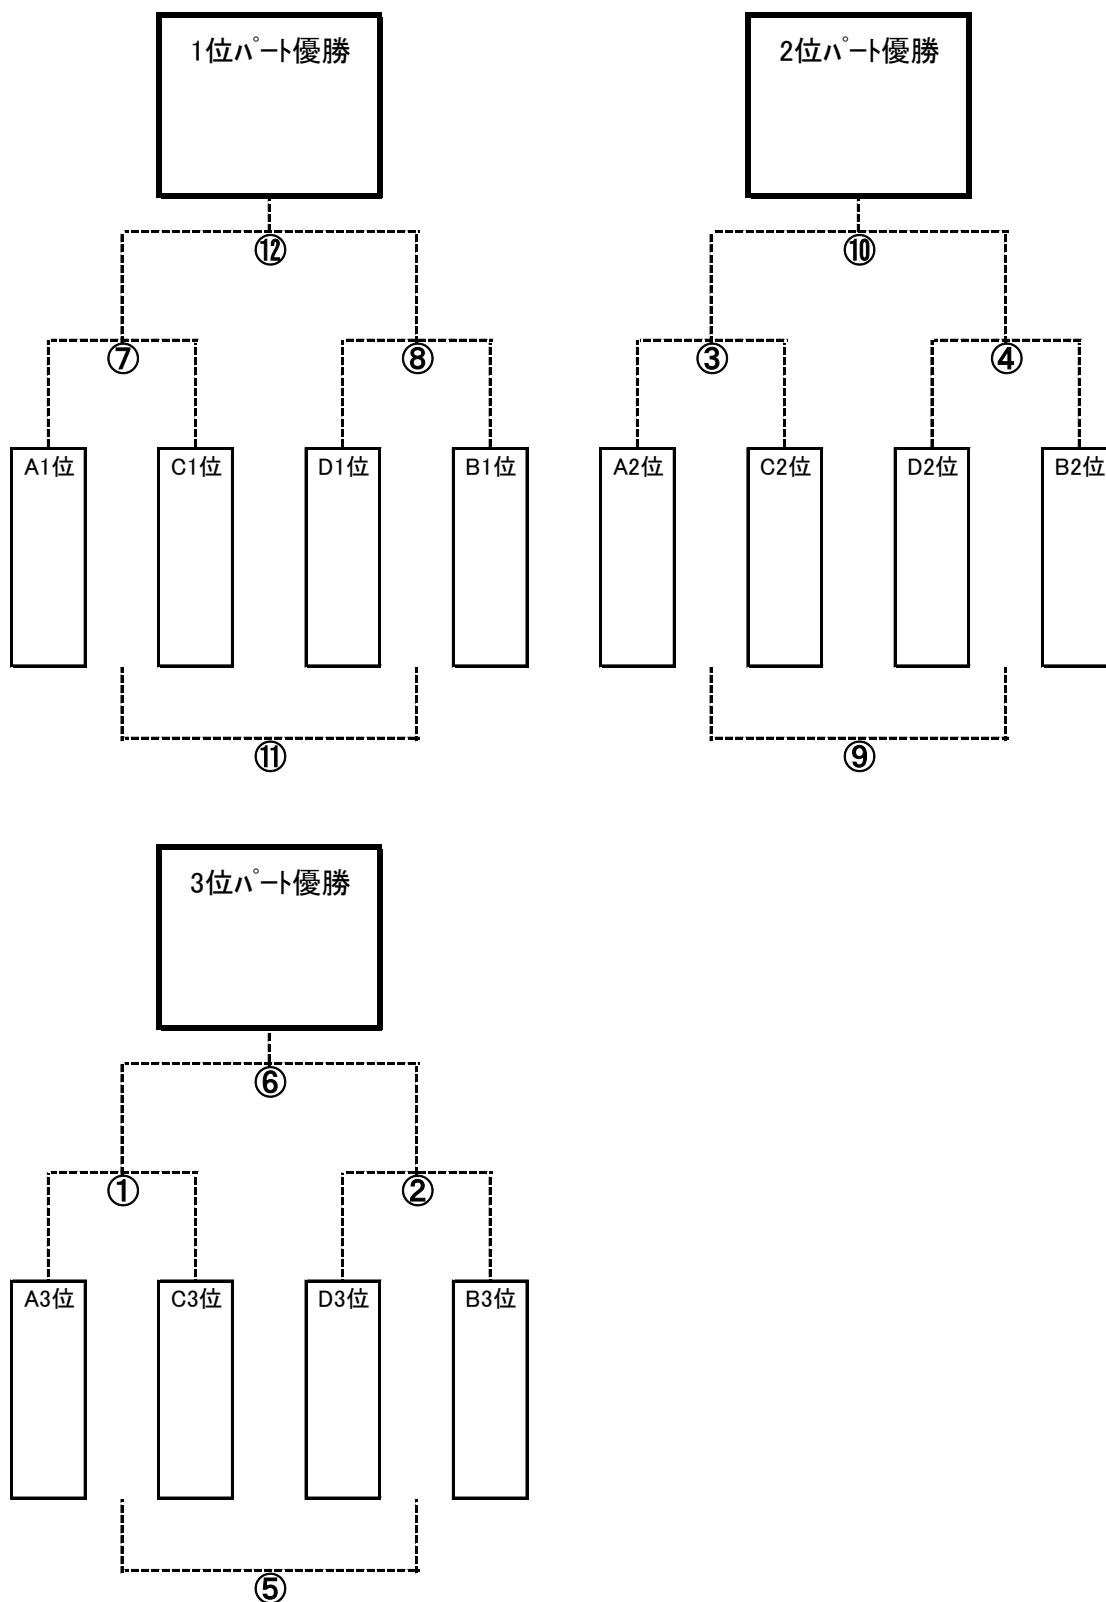 1位ﾊﾟｰﾄ優勝
2位ﾊﾟｰﾄ優勝
⑫
⑩
⑦
⑧
③
④
A1位
C1位
D1位
B1位
A2位
C2位
D2位
B2位
⑪
⑨
3位ﾊﾟｰﾄ優勝
⑥
①
②
A3位
C3位
D3位
B3位
⑤